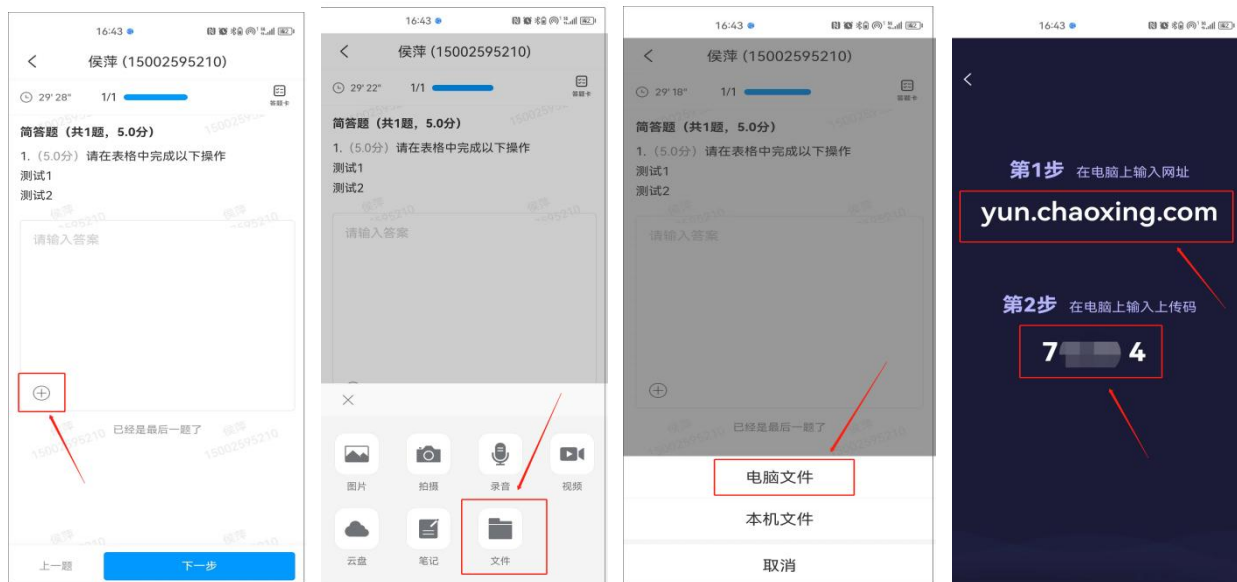 16:43
侯萍 (15002595210)
29'28" 1/1
答题卡
简答题（共1题，5.0分）
1.（5.0分）请在表格中完成以下操作
测试1
测试2
请输入答案
已经是最后一题了
上一题
下一步
16:43
侯萍 (15002595210)
29'22" 1/1
答题卡
简答题（共1题，5.0分）
1.（5.0分）请在表格中完成以下操作
测试1
测试2
请输入答案
图片 拍摄 录音 视频
云盘 笔记 文件
16:43
侯萍 (15002595210)
29'18" 1/1
答题卡
简答题（共1题，5.0分）
1.（5.0分）请在表格中完成以下操作
测试1
测试2
请输入答案
已经是最后一题了
电脑文件
本机文件
取消
16:43
第1步 在电脑上输入网址
yun.chaoxing.com
第2步 在电脑上输入上传码
7 4